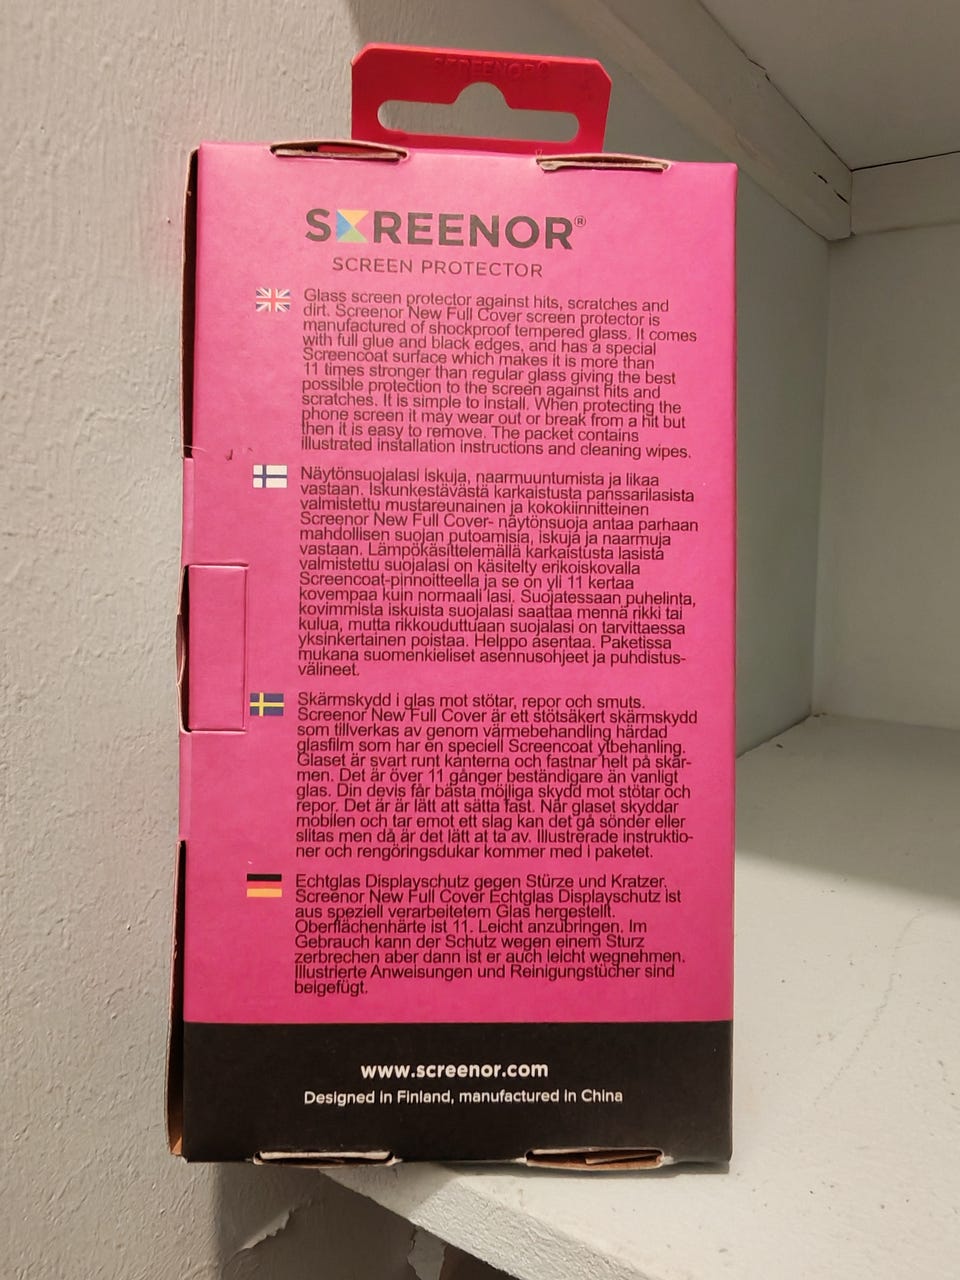 SCREENOR®
SCREENOR®
SCREEN PROTECTOR
Glass screen protector against hits, scratches and
dirt. Screenor New Full Cover screen protector is
manufactured of shockproof tempered glass. It comes
with full glue and black edges, and has a special
Screencoat surface which makes it is more than
11 times stronger than regular glass giving the best
possible protection to the screen against hits and
scratches. It is simple to install. When protecting the
phone screen it may wear out or break from a hit but
then it is easy to remove. The packet contains
illustrated installation instructions and cleaning wipes.
Näytönsuojalasi iskuja, naarmuuntumista ja likaa
vastaan. Iskunkestävästä karkaistusta panssarilasista
valmistettu mustareunainen ja kokokiinnitteinen
Screenor New Full Cover- näytönsuoja antaa parhaan
mahdollisen suojan putoamisia, iskuja ja naarmuja
vastaan. Lämpökäsittelemällä karkaistusta lasista
valmistettu suojalasi on käsitelty erikoiskovalla
Screencoat-pinnoitteella ja se on yli 11 kertaa
kovempaa kuin normaali lasi. Suojatessaan puhelinta,
kovimmista iskuista suojalasi saattaa mennä rikki tai
kulua, mutta rikkouduttuaan suojalasi on tarvittaessa
yksinkertainen poistaa. Helppo asentaa. Paketissa
mukana suomenkieliset asennusohjeet ja puhdistus-
välineet.
Skärmskydd i glas mot stötar, repor och smuts.
Screenor New Full Cover är ett stötsäkert skärmskydd
som tillverkas av genom värmebehandling härdad
glasfilm som har en speciell Screencoat ytbehanling.
Glaset är svart runt kanterna och fastnar helt på skär-
men. Det är över 11 gånger beständigare än vanligt
glas. Din devis får bästa möjliga skydd mot stötar och
repor. Det är är lätt att sätta fast. När glaset skyddar
mobilen och tar emot ett slag kan det gå sönder eller
slitas men då är det lätt at ta av. Illustrerade instruktio-
ner och rengöringsdukar kommer med i paketet.
Echtglas Displayschutz gegen Stürze und Kratzer.
Screenor New Full Cover Echtglas Displayschutz ist
aus speziell verarbeitetem Glas hergestellt.
Oberflächenhärte ist 11. Leicht anzubringen. Im
Gebrauch kann der Schutz wegen einem Sturz
zerbrechen aber dann ist er auch leicht wegnehmen.
Illustrierte Anweisungen und Reinigungstücher sind
beigefügt.
www.screenor.com
Designed in Finland, manufactured in China